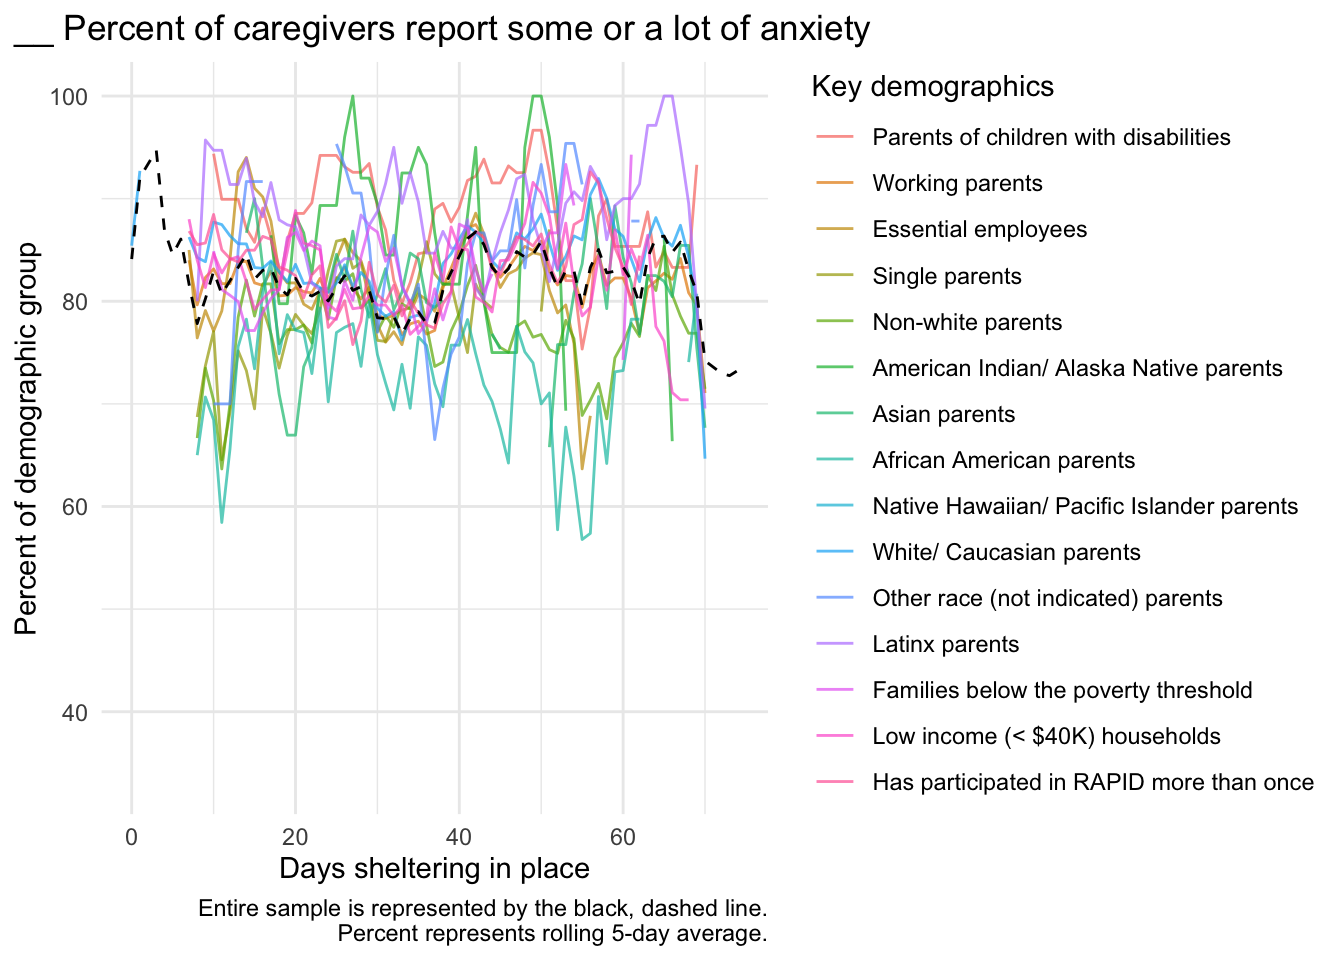 __ Percent of caregivers report some or a lot of anxiety
Percent of demographic group
100
80
60
40
0
20
40
60
Days sheltering in place
Key demographics
Parents of children with disabilities
Working parents
Essential employees
Single parents
Non-white parents
American Indian/ Alaska Native parents
Asian parents
African American parents
Native Hawaiian/ Pacific Islander parents
White/ Caucasian parents
Other race (not indicated) parents
Latinx parents
Families below the poverty threshold
Low income (< $40K) households
Has participated in RAPID more than once
Entire sample is represented by the black, dashed line.
Percent represents rolling 5-day average.